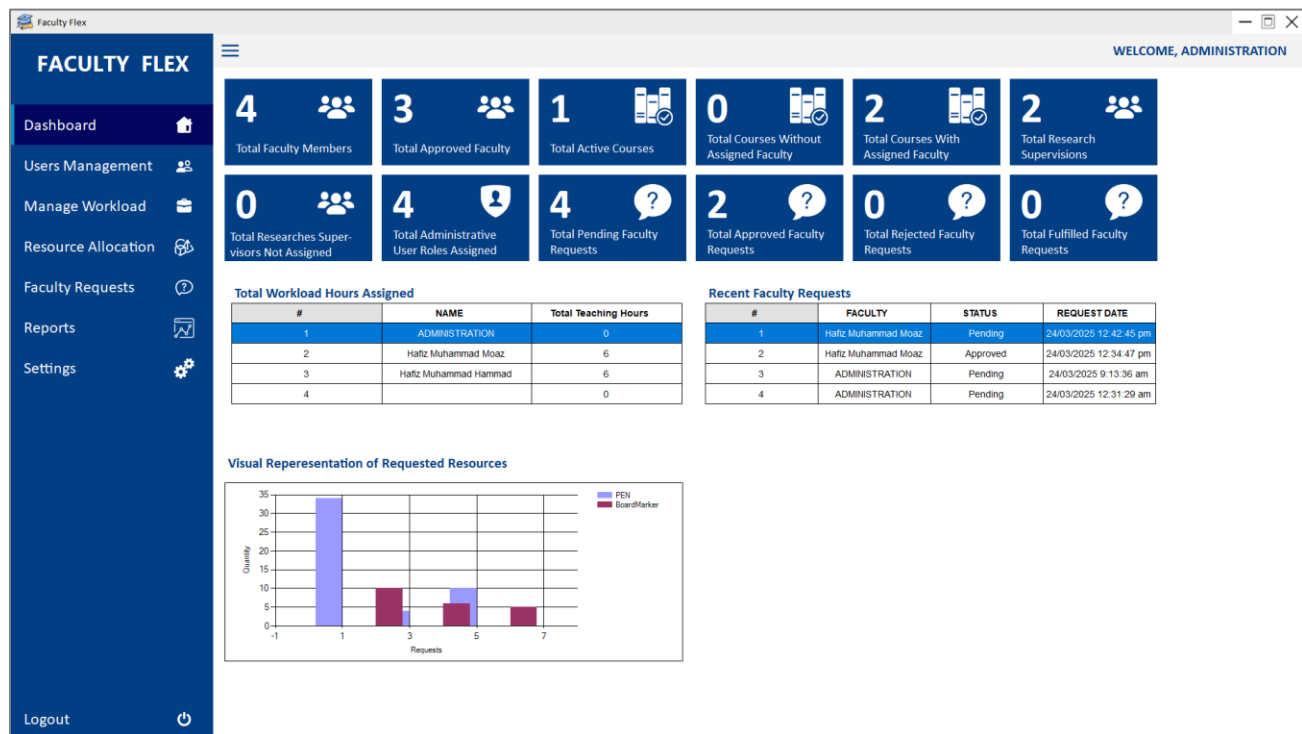 Faculty Flex
FACULTY FLEX
WELCOME, ADMINISTRATION
Dashboard
Users Management
Manage Workload
Resource Allocation
Faculty Requests
Reports
Settings
Logout
4
Total Faculty Members
3
Total Approved Faculty
1
Total Active Courses
0
Total Courses Without
Assigned Faculty
2
Total Courses With
Assigned Faculty
2
Total Research
Supervisions
0
Total Researches Super-
visors Not Assigned
4
Total Administrative
User Roles Assigned
4
Total Pending Faculty
Requests
2
Total Approved Faculty
Requests
0
Total Rejected Faculty
Requests
0
Total Fulfilled Faculty
Requests
Total Workload Hours Assigned
# NAME Total Teaching Hours
1 ADMINISTRATION 0
2 Hafiz Muhammad Moaz 6
3 Hafiz Muhammad Hammad 6
4 0
Recent Faculty Requests
# FACULTY STATUS REQUEST DATE
1 Hafiz Muhammad Moaz Pending 24/03/2025 12:42:45 pm
2 Hafiz Muhammad Moaz Approved 24/03/2025 12:34:47 pm
3 ADMINISTRATION Pending 24/03/2025 9:13:36 am
4 ADMINISTRATION Pending 24/03/2025 12:31:29 am
Visual Reperesentation of Requested Resources
35
30
25
20
15
10
5
0
Quantity
-1 1 3 5 7
Requests
PEN
BoardMarker